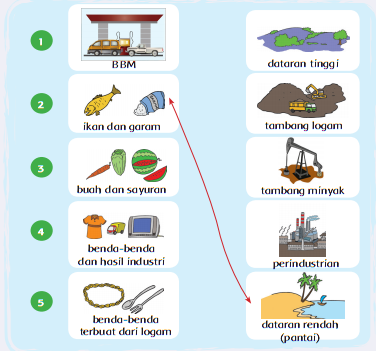 1
BBM
dataran tinggi
2
ikan dan garam
tambang logam
3
buah dan sayuran
tambang minyak
4
benda-benda
dan hasil industri
perindustrian
5
benda-benda
terbuat dari logam
dataran rendah
(pantai)